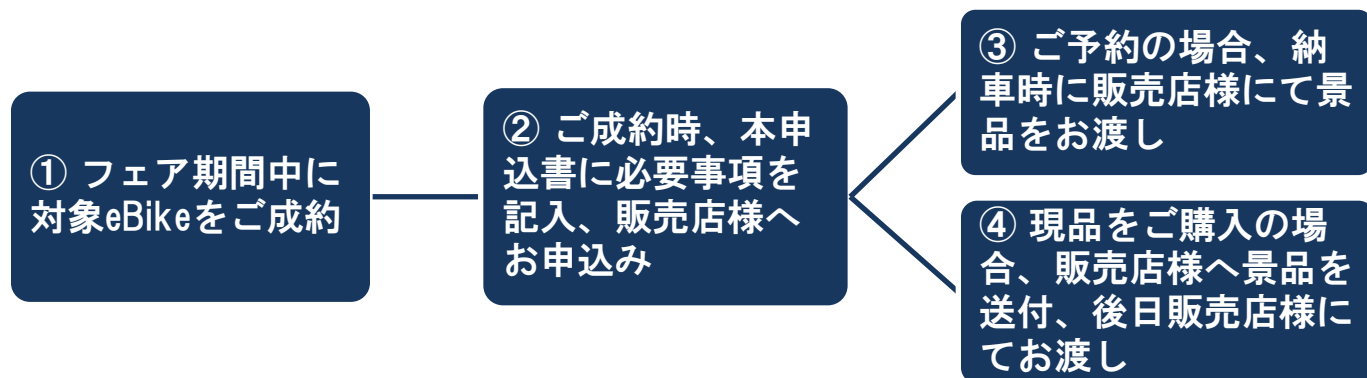 ① フェア期間中に
対象eBikeをご成約
② ご成約時、本申
込書に必要事項を
記入、販売店様へ
お申込み
③ ご予約の場合、納
車時に販売店様にて景
品をお渡し
④ 現品をご購入の場
合、販売店様へ景品を
送付、後日販売店様に
てお渡し